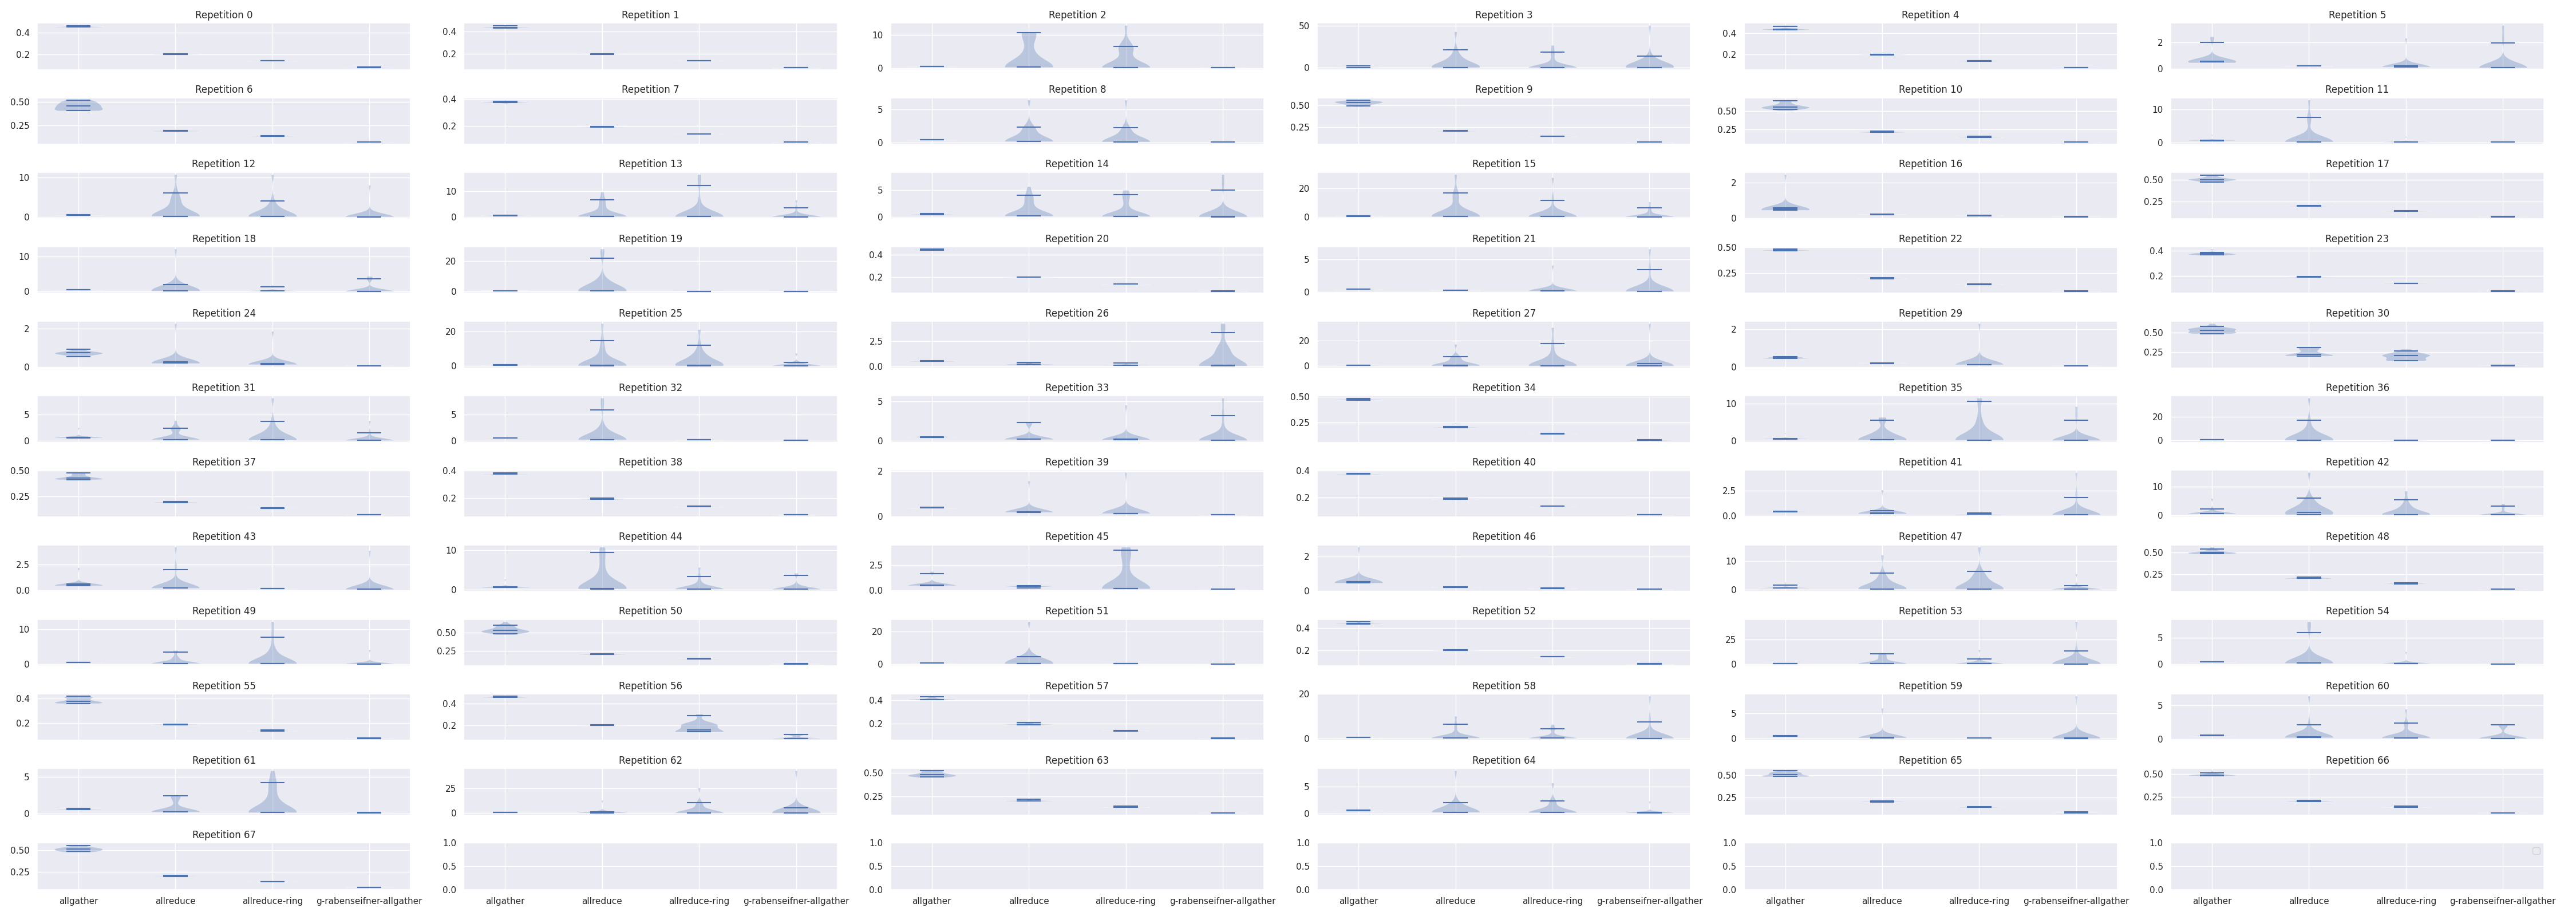 Repetition 0 Repetition 1 Repetition 2 Repetition 3 Repetition 4 Repetition 5
0.4 0.4 10 50 0.4 2
0.2 0.2 0 0 0.2 0
Repetition 6 Repetition 7 Repetition 8 Repetition 9 Repetition 10 Repetition 11
0.50 0.4 5 0.50 0.50 10
0.25 0.2 0 0.25 0.25 0
Repetition 12 Repetition 13 Repetition 14 Repetition 15 Repetition 16 Repetition 17
10 10 5 20 2 0.50
0 0 0 0 0 0.25
Repetition 18 Repetition 19 Repetition 20 Repetition 21 Repetition 22 Repetition 23
10 20 0.4 5 0.50 0.4
0 0 0.2 0 0.25 0.2
Repetition 24 Repetition 25 Repetition 26 Repetition 27 Repetition 29 Repetition 30
2 20 2.5 20 2 0.50
0 0 0.0 0 0 0.25
Repetition 31 Repetition 32 Repetition 33 Repetition 34 Repetition 35 Repetition 36
5 5 5 0.50 10 20
0 0 0 0.25 0 0
Repetition 37 Repetition 38 Repetition 39 Repetition 40 Repetition 41 Repetition 42
0.50 0.4 2 0.4 2.5 10
0.25 0.2 0 0.2 0.0 0
Repetition 43 Repetition 44 Repetition 45 Repetition 46 Repetition 47 Repetition 48
2.5 10 2.5 2 10 0.50
0.0 0 0.0 0 0 0.25
Repetition 49 Repetition 50 Repetition 51 Repetition 52 Repetition 53 Repetition 54
10 0.50 20 0.4 25 5
0 0.25 0 0.2 0 0
Repetition 55 Repetition 56 Repetition 57 Repetition 58 Repetition 59 Repetition 60
0.4 0.4 0.4 20 5 5
0.2 0.2 0.2 0 0 0
Repetition 61 Repetition 62 Repetition 63 Repetition 64 Repetition 65 Repetition 66
5 25 0.50 5 0.50 0.50
0 0 0.25 0 0.25 0.25
Repetition 67
0.50 1.0 1.0 1.0 1.0 1.0
0.25 0.5 0.5 0.5 0.5 0.5
0.0 0.0 0.0 0.0 0.0
allgather allreduce allreduce-ring g-rabenseifner-allgather allgather allreduce allreduce-ring g-rabenseifner-allgather allgather allreduce allreduce-ring g-rabenseifner-allgather allgather allreduce allreduce-ring g-rabenseifner-allgather allgather allreduce allreduce-ring g-rabenseifner-allgather allgather allreduce allreduce-ring g-rabenseifner-allgather